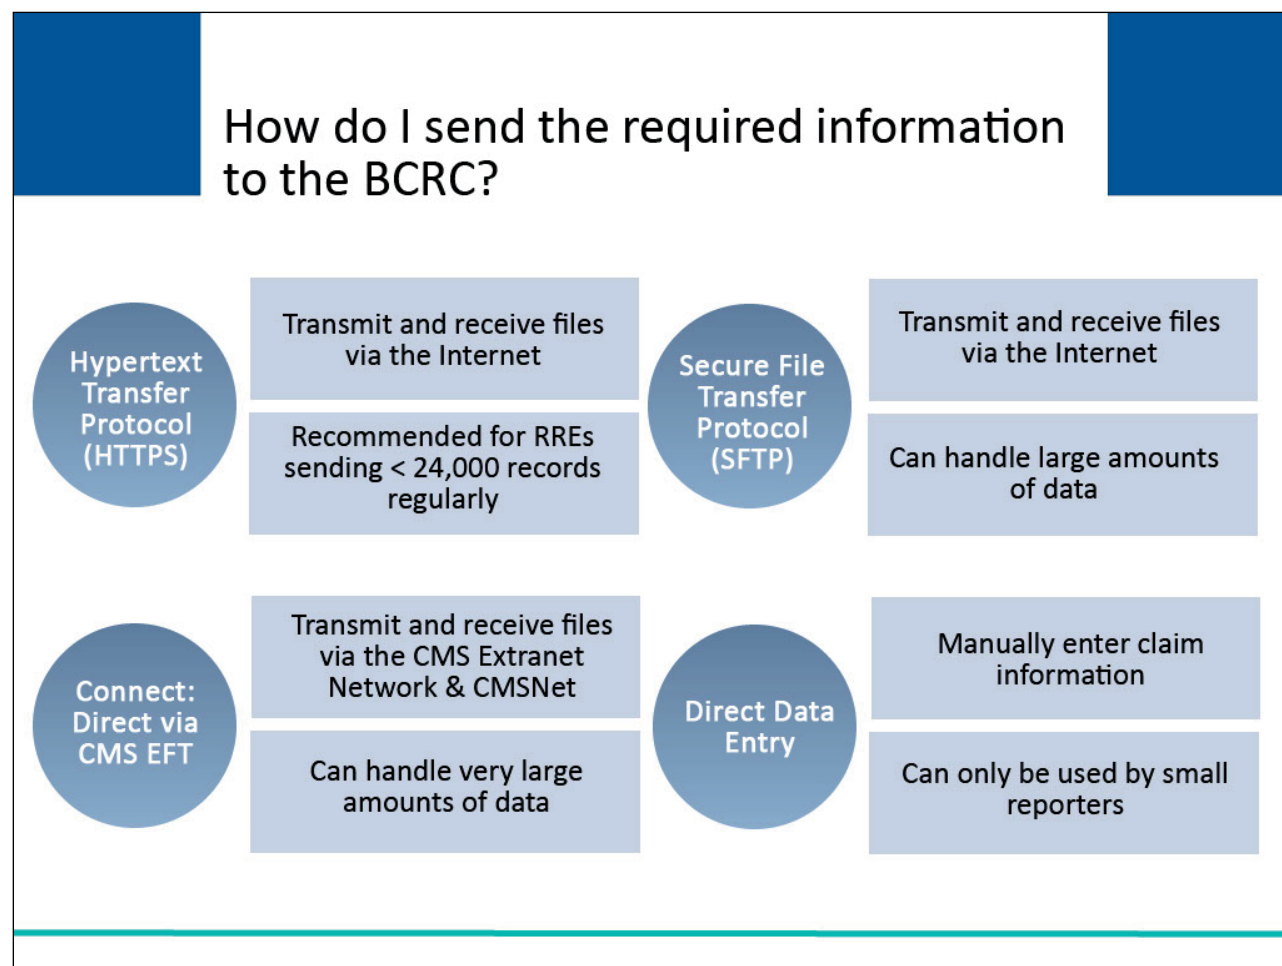 How do I send the required information
to the BCRC?
Hypertext
Transfer
Protocol
(HTTPS)
Transmit and receive files
via the Internet
Recommended for RREs
sending < 24,000 records
regularly
Secure File
Transfer
Protocol
(SFTP)
Transmit and receive files
via the Internet
Can handle large amounts
of data
Connect:
Direct via
CMS EFT
Transmit and receive files
via the CMS Extranet
Network & CMSNet
Can handle very large
amounts of data
Direct Data
Entry
Manually enter claim
information
Can only be used by small
reporters